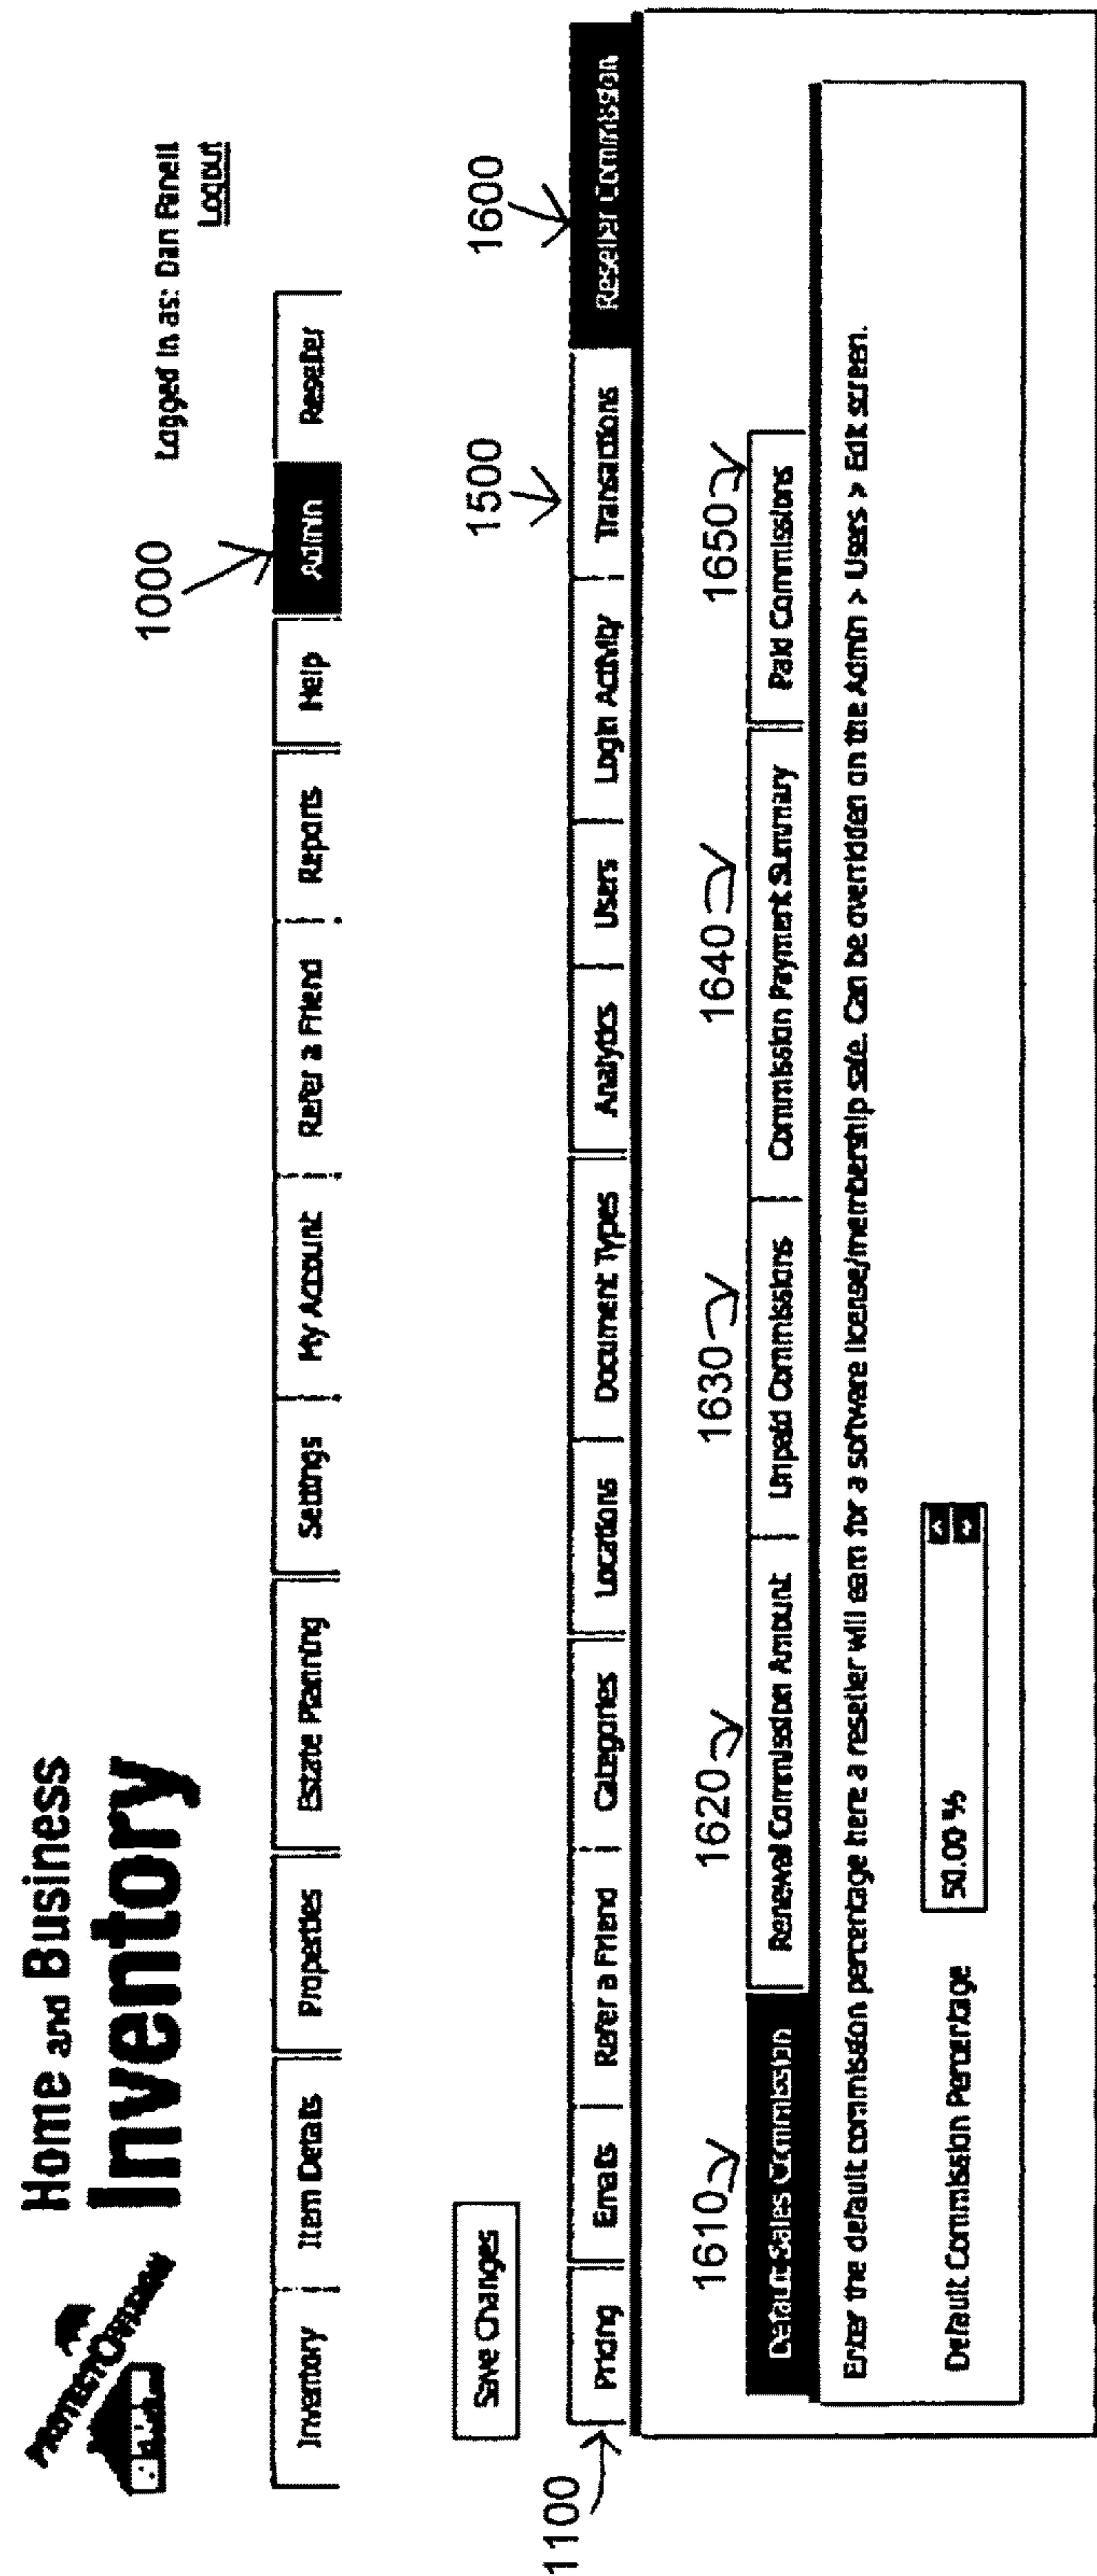 PROTECTMYPROPERTY
Home and Business
Inventory
Logged in as: Dan Panell
Logout
1000
Inventory
Item Details
Properties
Estate Planning
Settings
My Account
Refer a Friend
Reports
Help
Admin
Reseller
Save Changes
1500
1600
1100
Pricing
Emails
Refer a Friend
Categories
Locations
Document Types
Analytics
Users
Login Activity
Transactions
Reseller Commission
1610
1620
1630
1640
1650
Default Sales Commission
Renewal Commission Amount
Unpaid Commissions
Commission Payment Summary
Paid Commissions
Enter the default commission percentage here a reseller will earn for a software license/membership sale. Can be overridden on the Admin > Users > Edit screen.
Default Commission Percentage
50.00 %